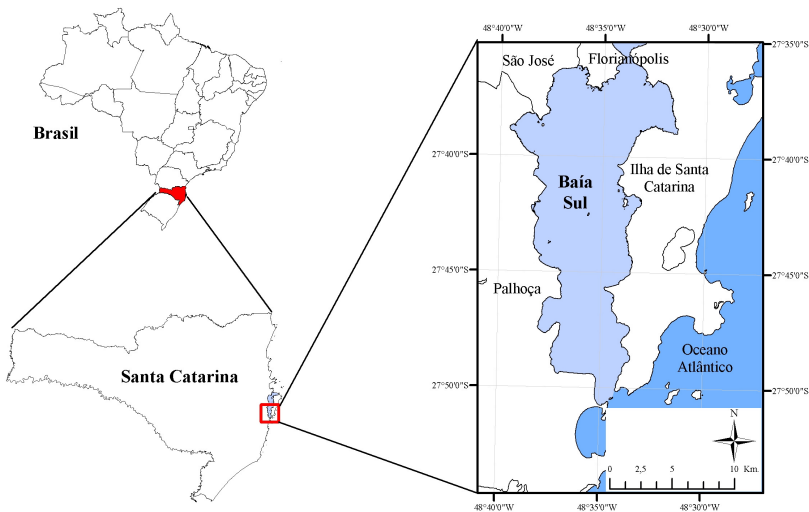 Brasil
Santa Catarina
48°40'0"W 48°35'0"W 48°30'0"W
27°35'0"S
São José Florianópolis
27°40'0"S 27°40'0"S
Ilha de Santa
Catarina
Baía
Sul
27°45'0"S 27°45'0"S
Palhoça
Oceano
Atlântico
27°50'0"S 27°50'0"S
N
0 2,5 5 10 Km.
48°40'0"W 48°35'0"W 48°30'0"W